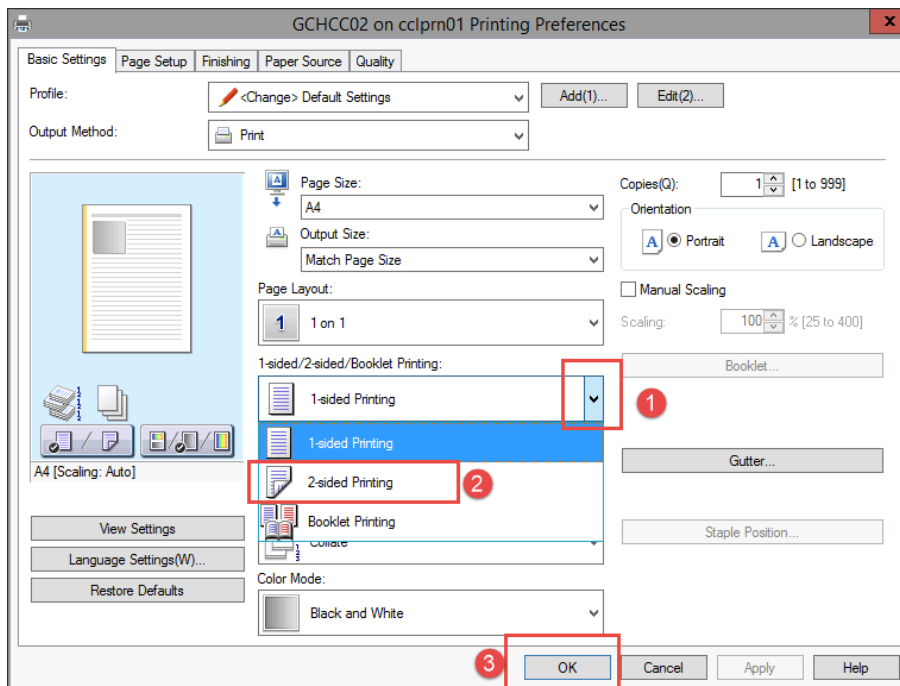 GCHCC02 on cclprn01 Printing Preferences
x
Basic Settings
Page Setup
Finishing
Paper Source
Quality
Profile:
<Change> Default Settings
Add(1)...
Edit(2)...
Output Method:
Print
Page Size:
A4
Output Size:
Match Page Size
Page Layout:
1
1 on 1
1-sided/2-sided/Booklet Printing:
1-sided Printing
1
1-sided Printing
2-sided Printing
2
Booklet Printing
Collate
Color Mode:
Black and White
Copies(Q):
1
[1 to 999]
Orientation
A
Portrait
A
Landscape
Manual Scaling
Scaling:
100
% [25 to 400]
Booklet...
Gutter...
Staple Position...
A4 [Scaling: Auto]
View Settings
Language Settings(W)...
Restore Defaults
3
OK
Cancel
Apply
Help